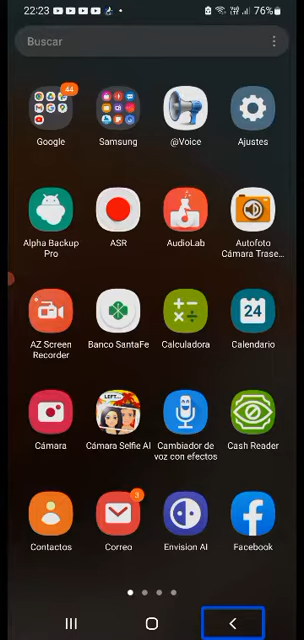 22:23
76%
Buscar
44
Google
Samsung
@Voice
Ajustes
Alpha Backup
Pro
ASR
AudioLab
Autofoto
Cámara Trase...
AZ Screen
Recorder
Banco SantaFe
Calculadora
24
Calendario
Cámara
LEFT...
Cámara Selfie AI
Cambiador de
voz con efectos
Cash Reader
Contactos
3
Correo
Envision AI
Facebook